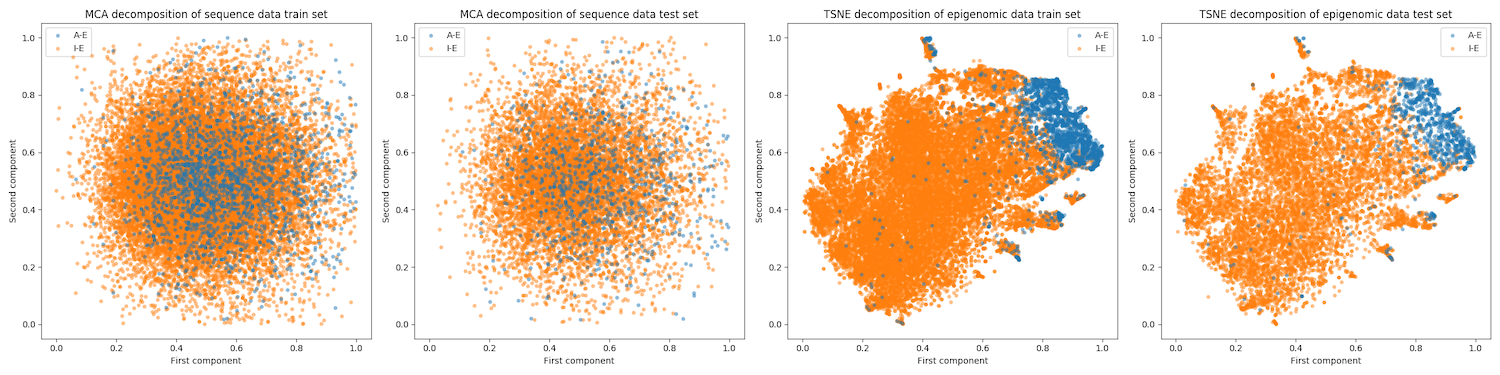 MCA decomposition of sequence data train set
A-E
I-E
1.0
0.8
0.6
0.4
0.2
0.0
Second component
0.0 0.2 0.4 0.6 0.8 1.0
First component
MCA decomposition of sequence data test set
A-E
I-E
1.0
0.8
0.6
0.4
0.2
0.0
Second component
0.0 0.2 0.4 0.6 0.8 1.0
First component
TSNE decomposition of epigenomic data train set
A-E
I-E
1.0
0.8
0.6
0.4
0.2
0.0
Second component
0.0 0.2 0.4 0.6 0.8 1.0
First component
TSNE decomposition of epigenomic data test set
A-E
I-E
1.0
0.8
0.6
0.4
0.2
0.0
Second component
0.0 0.2 0.4 0.6 0.8 1.0
First component